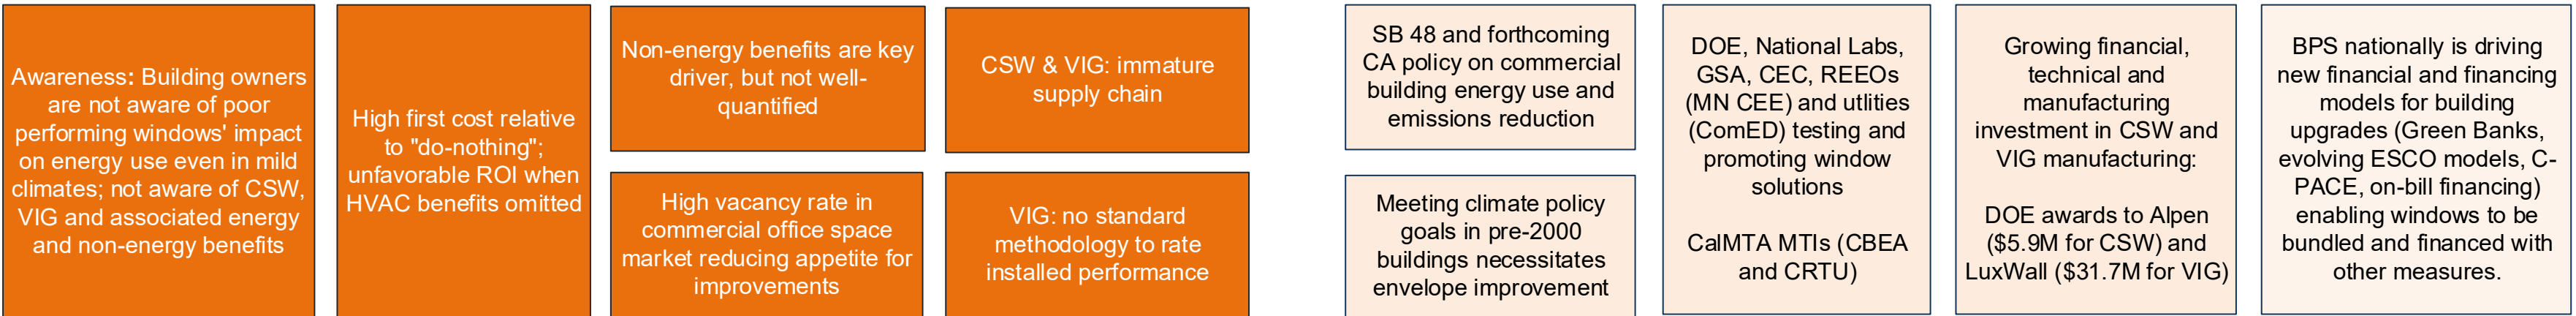 Awareness: Building owners
are not aware of poor
performing windows' impact
on energy use even in mild
climates; not aware of CSW,
VIG and associated energy
and non-energy benefits
High first cost relative
to "do-nothing";
unfavorable ROI when
HVAC benefits omitted
Non-energy benefits are key
driver, but not well-
quantified
High vacancy rate in
commercial office space
market reducing appetite for
improvements
CSW & VIG: immature
supply chain
VIG: no standard
methodology to rate
installed performance
SB 48 and forthcoming
CA policy on commercial
building energy use and
emissions reduction
Meeting climate policy
goals in pre-2000
buildings necessitates
envelope improvement
DOE, National Labs,
GSA, CEC, REEOs
(MN CEE) and utlities
(ComED) testing and
promoting window
solutions
CalMTA MTIs (CBEA
and CRTU)
Growing financial,
technical and
manufacturing
investment in CSW and
VIG manufacturing:
DOE awards to Alpen
($5.9M for CSW) and
LuxWall ($31.7M for VIG)
BPS nationally is driving
new financial and financing
models for building
upgrades (Green Banks,
evolving ESCO models, C-
PACE, on-bill financing)
enabling windows to be
bundled and financed with
other measures.